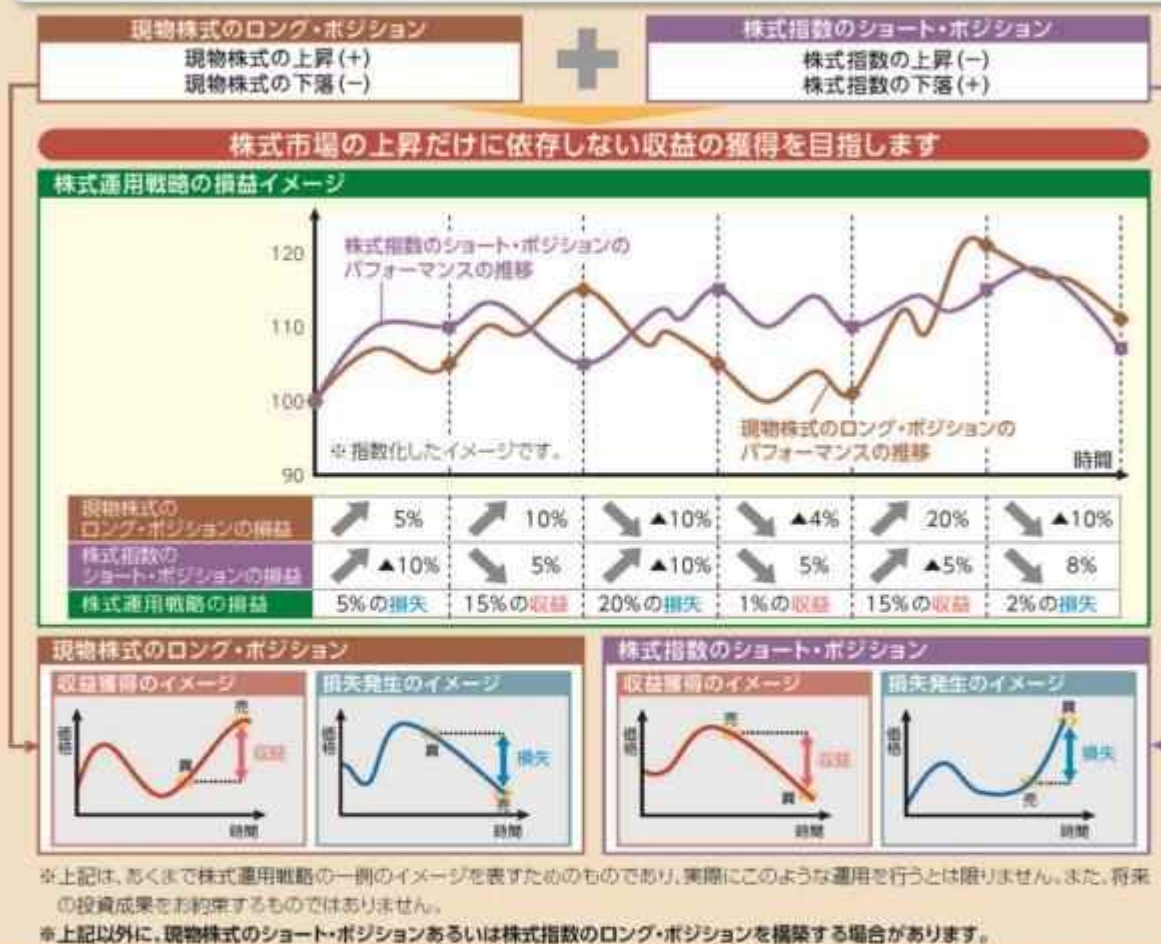 現物株式のロング・ポジション
現物株式の上昇(+)
現物株式の下落(−)
株式指数のショート・ポジション
株式指数の上昇(−)
株式指数の下落(+)
株式市場の上昇だけに依存しない収益の獲得を目指します
株式運用戦略の損益イメージ
120
110
100
90
株式指数のショート・ポジションの
パフォーマンスの推移
現物株式のロング・ポジションの
パフォーマンスの推移
※指数化したイメージです。
時間
現物株式の
ロング・ポジションの損益
5%
10%
▲10%
▲4%
20%
▲10%
株式指数の
ショート・ポジションの損益
▲10%
5%
▲10%
5%
▲5%
8%
株式運用戦略の損益
5%の損失
15%の収益
20%の損失
1%の収益
15%の収益
2%の損失
現物株式のロング・ポジション
収益獲得のイメージ
価格
買
売
収益
時間
損失発生のイメージ
価格
買
売
損失
時間
株式指数のショート・ポジション
収益獲得のイメージ
価格
売
買
収益
時間
損失発生のイメージ
価格
買
売
損失
時間
※上記は、あくまで株式運用戦略の一例のイメージを表すためのものであり、実際にこのような運用を行うとは限りません。また、将来
の投資成果をお約束するものではありません。
※上記以外に、現物株式のショート・ポジションあるいは株式指数のロング・ポジションを構築する場合があります。